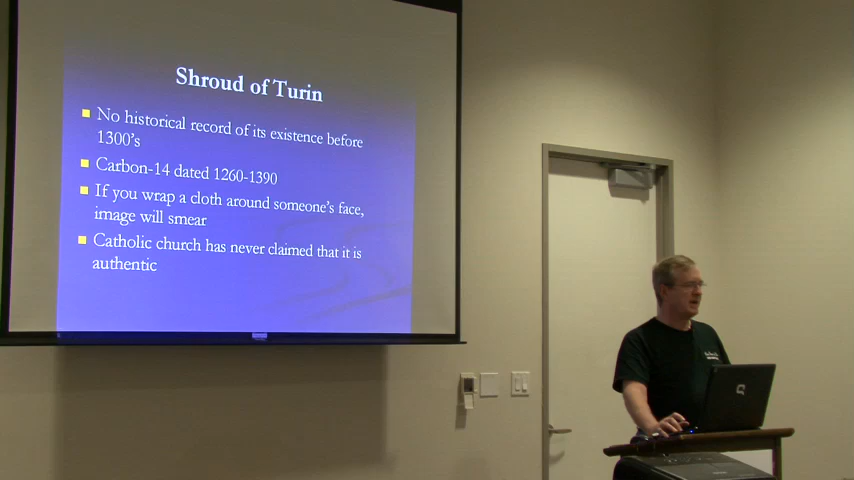 Shroud of Turin
No historical record of its existence before
1300's
Carbon-14 dated 1260-1390
If you wrap a cloth around someone's face,
image will smear
Catholic church has never claimed that it is
authentic